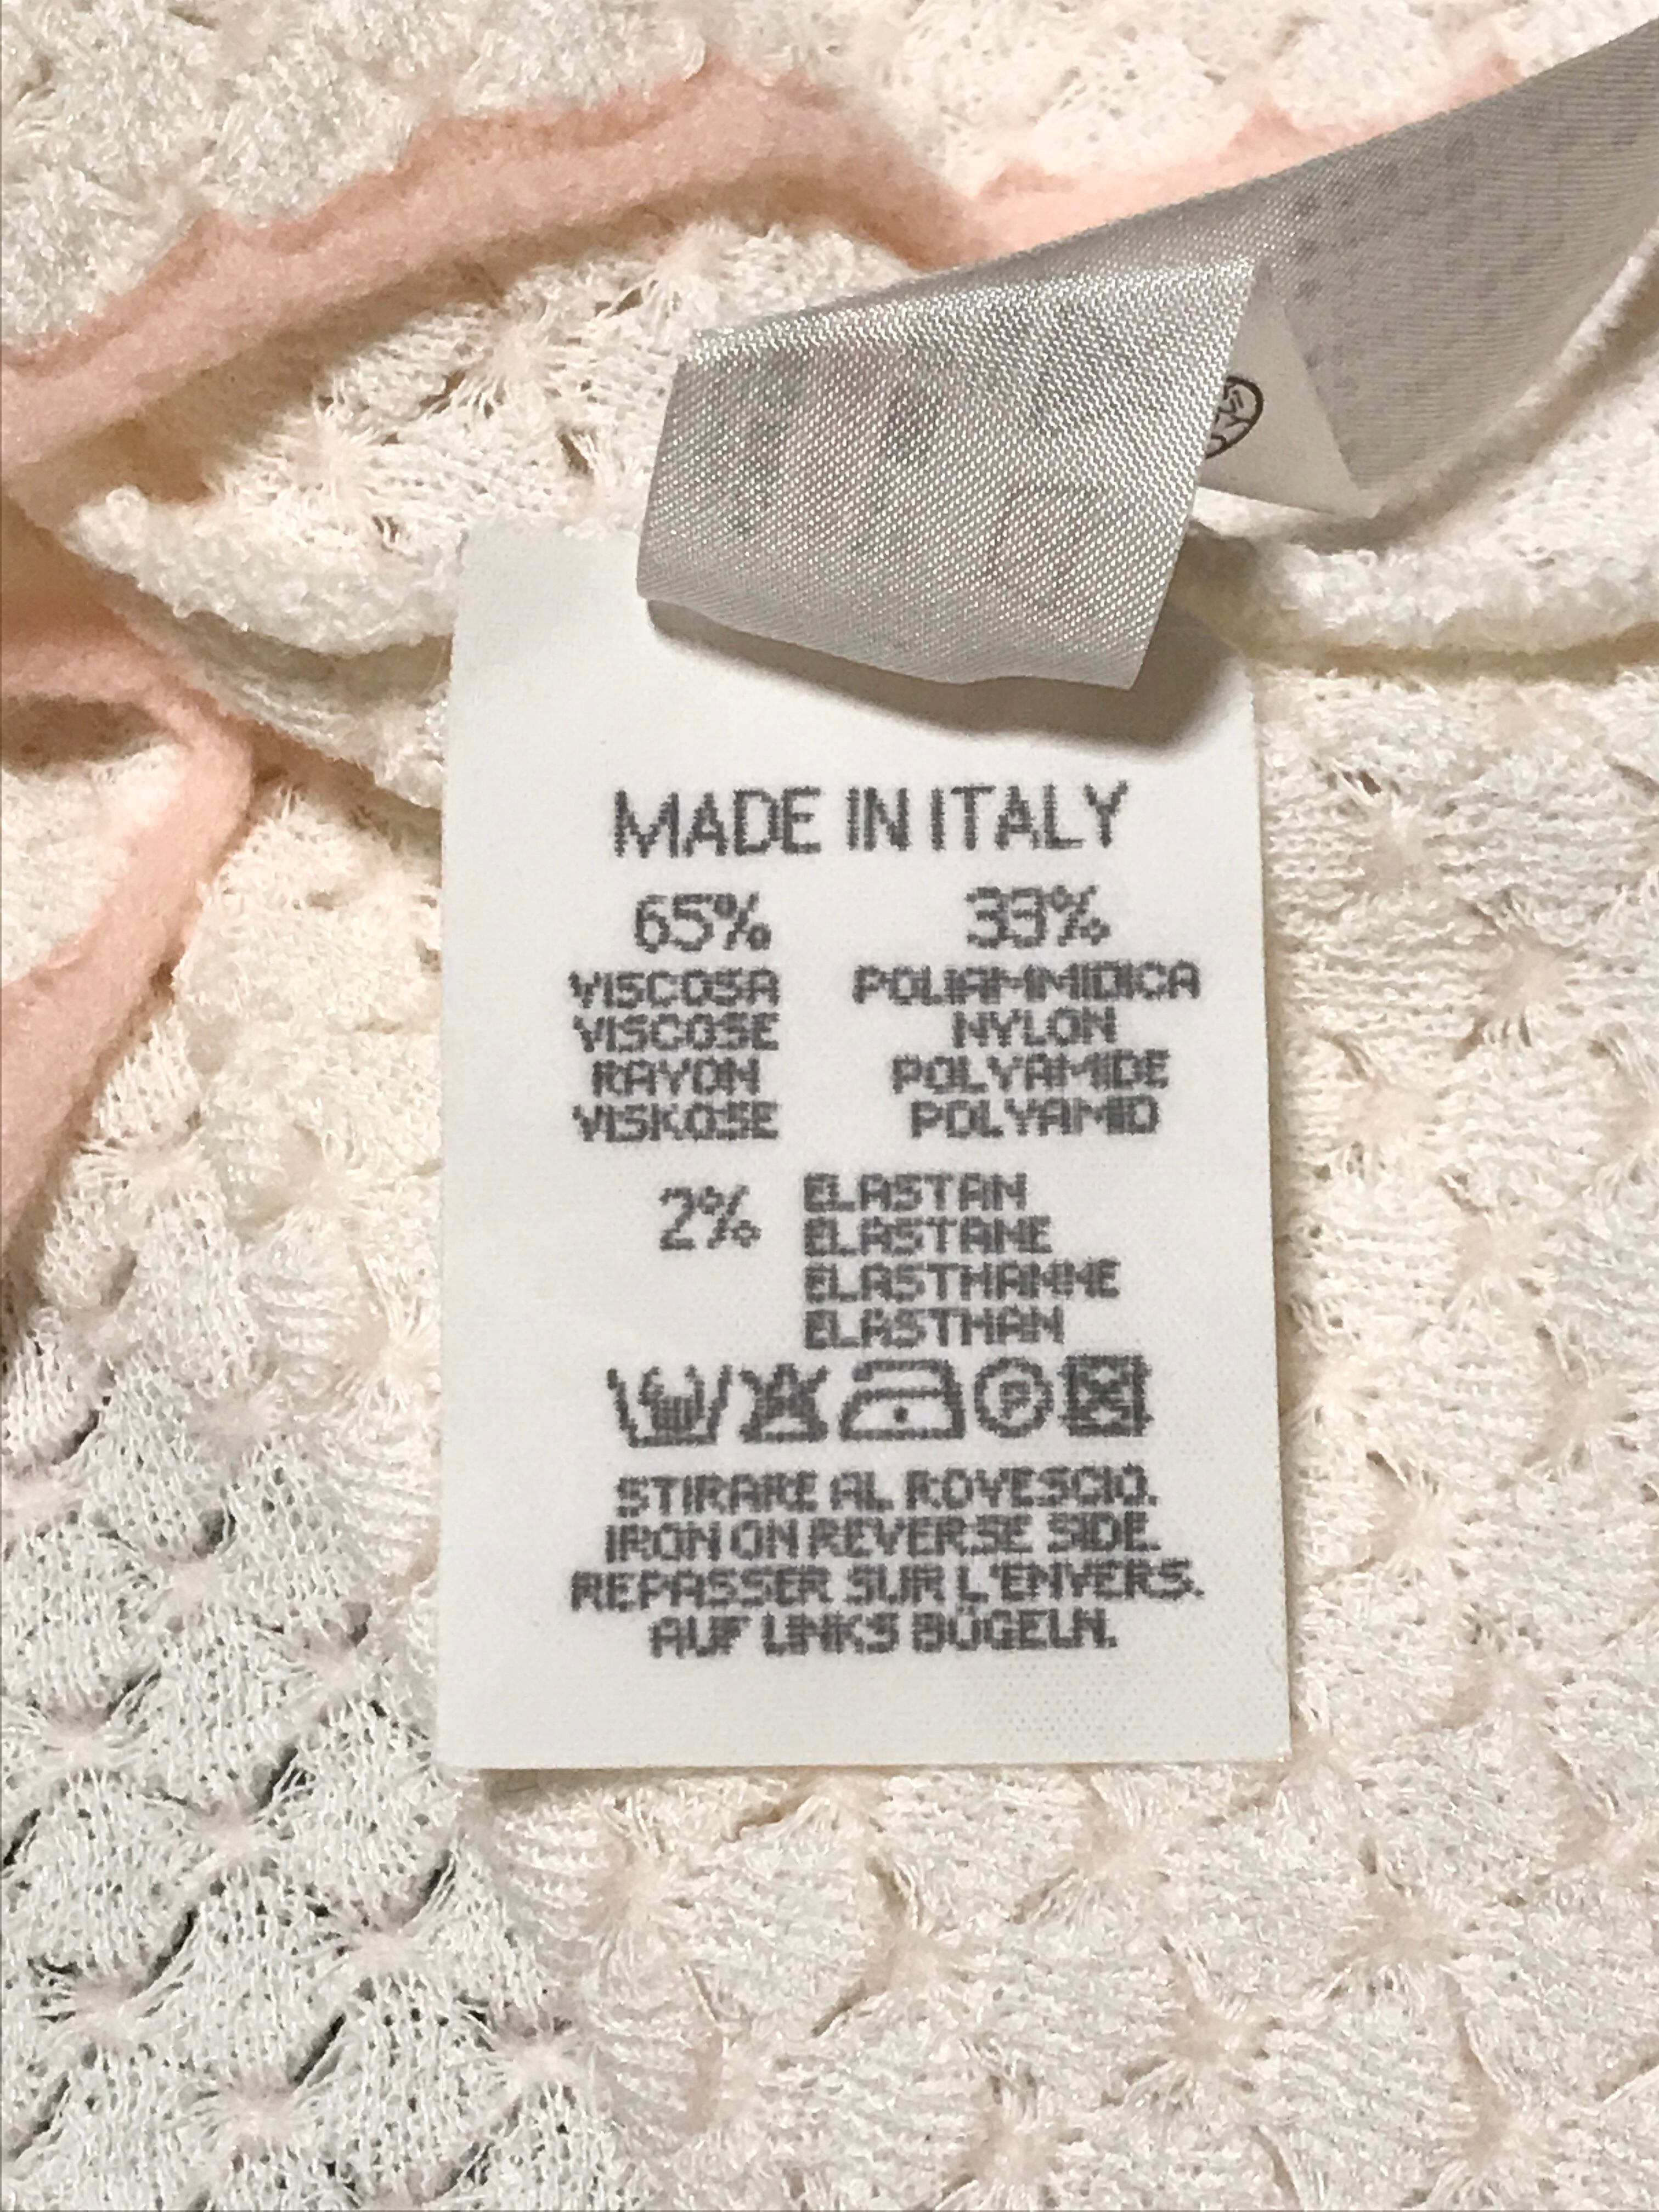 MADE IN ITALY
65% 33%
VISCOSA POLIAMMIDICA
VISCOSE NYLON
RAYON POLYAMIDE
VISKOSE POLYAMID
2% ELASTAN
ELASTANE
ELASTHANNE
ELASTHAN
P
STIRARE AL ROVESCIO.
IRON ON REVERSE SIDE.
REPASSER SUR L'ENVERS.
AUF LINKS BÜGELN.